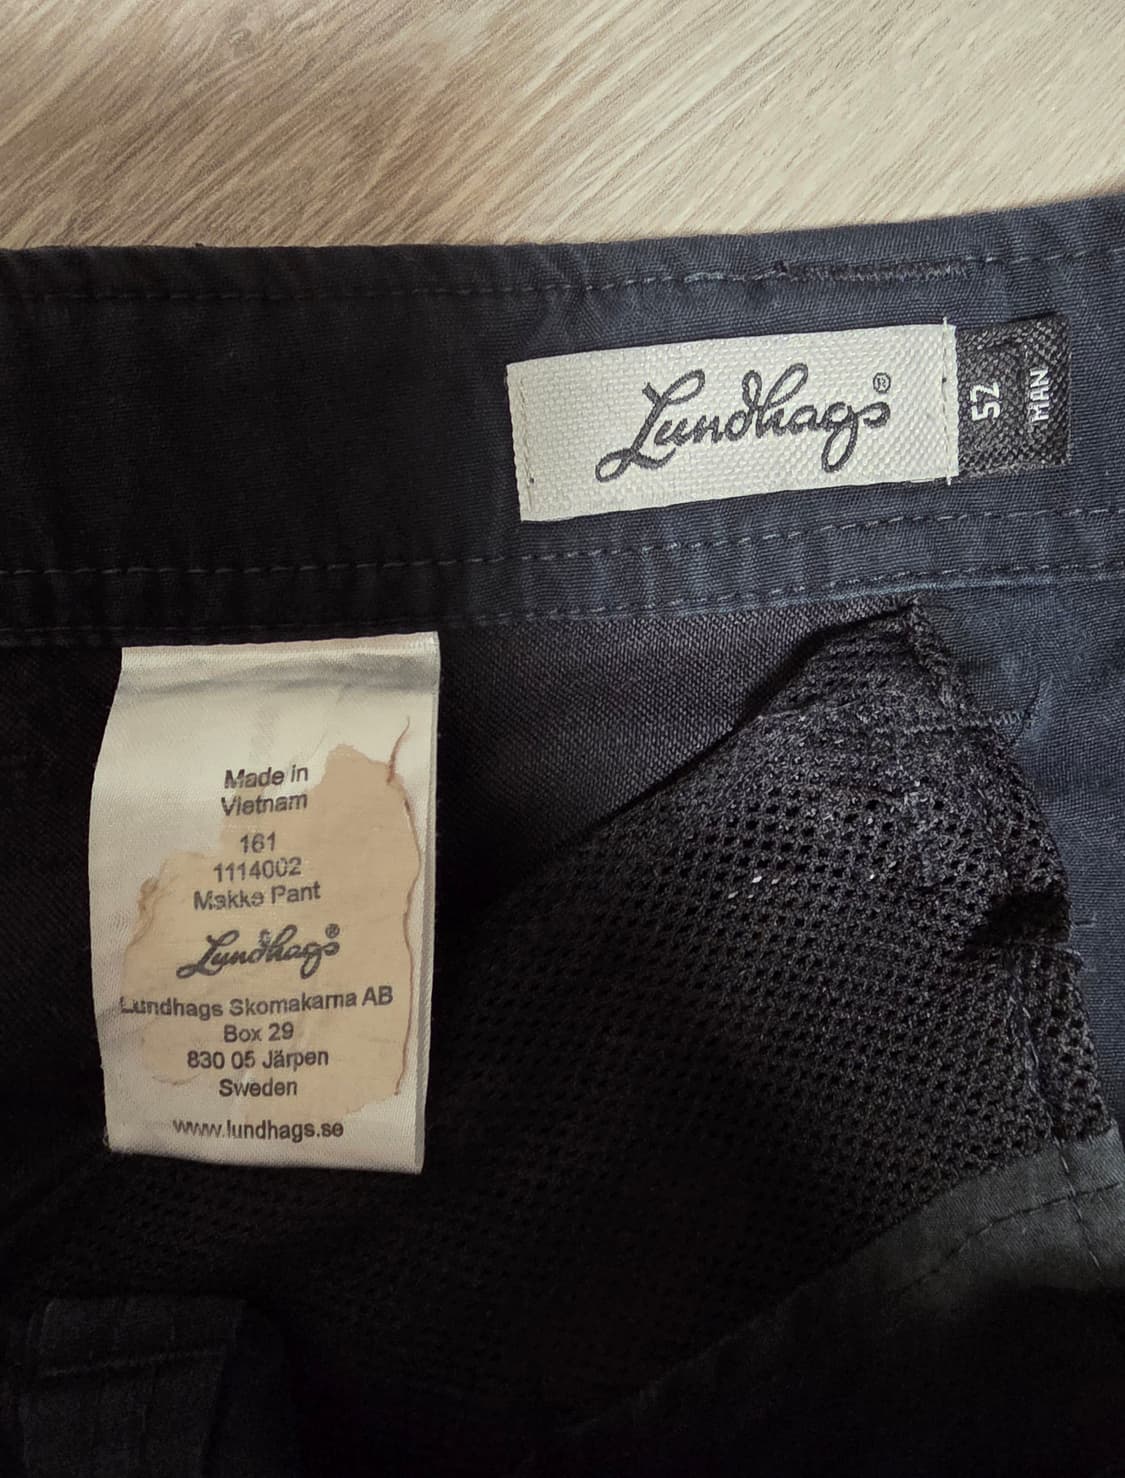 Lundhags®
52
MAN
Made in
Vietnam
161
1114002
Makke Pant
Lundhags®
Lundhags Skomakarna AB
Box 29
830 05 Järpen
Sweden
www.lundhags.se